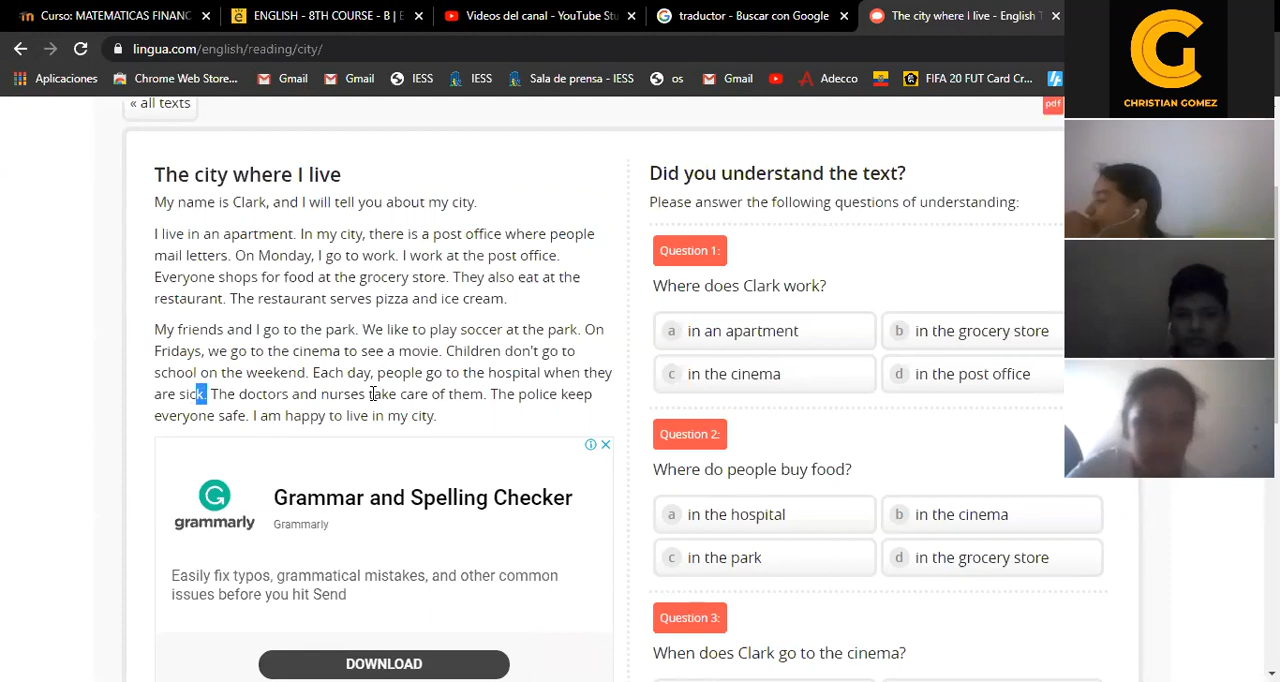 Curso: MATEMATICAS FINANC
ENGLISH - 8TH COURSE - B | E
Videos del canal - YouTube Stu
traductor - Buscar con Google
The city where I live - English T
lingua.com/english/reading/city/
Aplicaciones
Chrome Web Store...
Gmail
Gmail
IESS
IESS
Sala de prensa - IESS
os
Gmail
Adecco
FIFA 20 FUT Card Cr...
CHRISTIAN GOMEZ
« all texts
pdf
The city where I live
My name is Clark, and I will tell you about my city.
I live in an apartment. In my city, there is a post office where people
mail letters. On Monday, I go to work. I work at the post office.
Everyone shops for food at the grocery store. They also eat at the
restaurant. The restaurant serves pizza and ice cream.
My friends and I go to the park. We like to play soccer at the park. On
Fridays, we go to the cinema to see a movie. Children don't go to
school on the weekend. Each day, people go to the hospital when they
are sick. The doctors and nurses take care of them. The police keep
everyone safe. I am happy to live in my city.
grammarly
Grammar and Spelling Checker
Grammarly
Easily fix typos, grammatical mistakes, and other common
issues before you hit Send
DOWNLOAD
Did you understand the text?
Please answer the following questions of understanding:
Question 1:
Where does Clark work?
a in an apartment
b in the grocery store
c in the cinema
d in the post office
Question 2:
Where do people buy food?
a in the hospital
b in the cinema
c in the park
d in the grocery store
Question 3:
When does Clark go to the cinema?